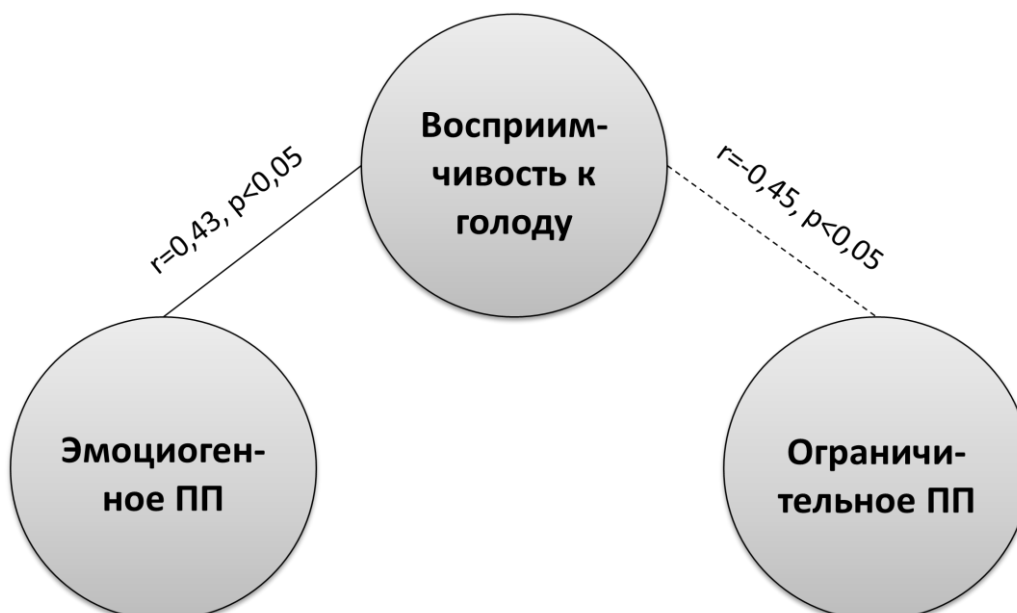 Восприим-
чивость к
голоду
r=0,43, p<0,05
r=-0,45, p<0,05
Эмоциоген-
ное ПП
Ограничи-
тельное ПП